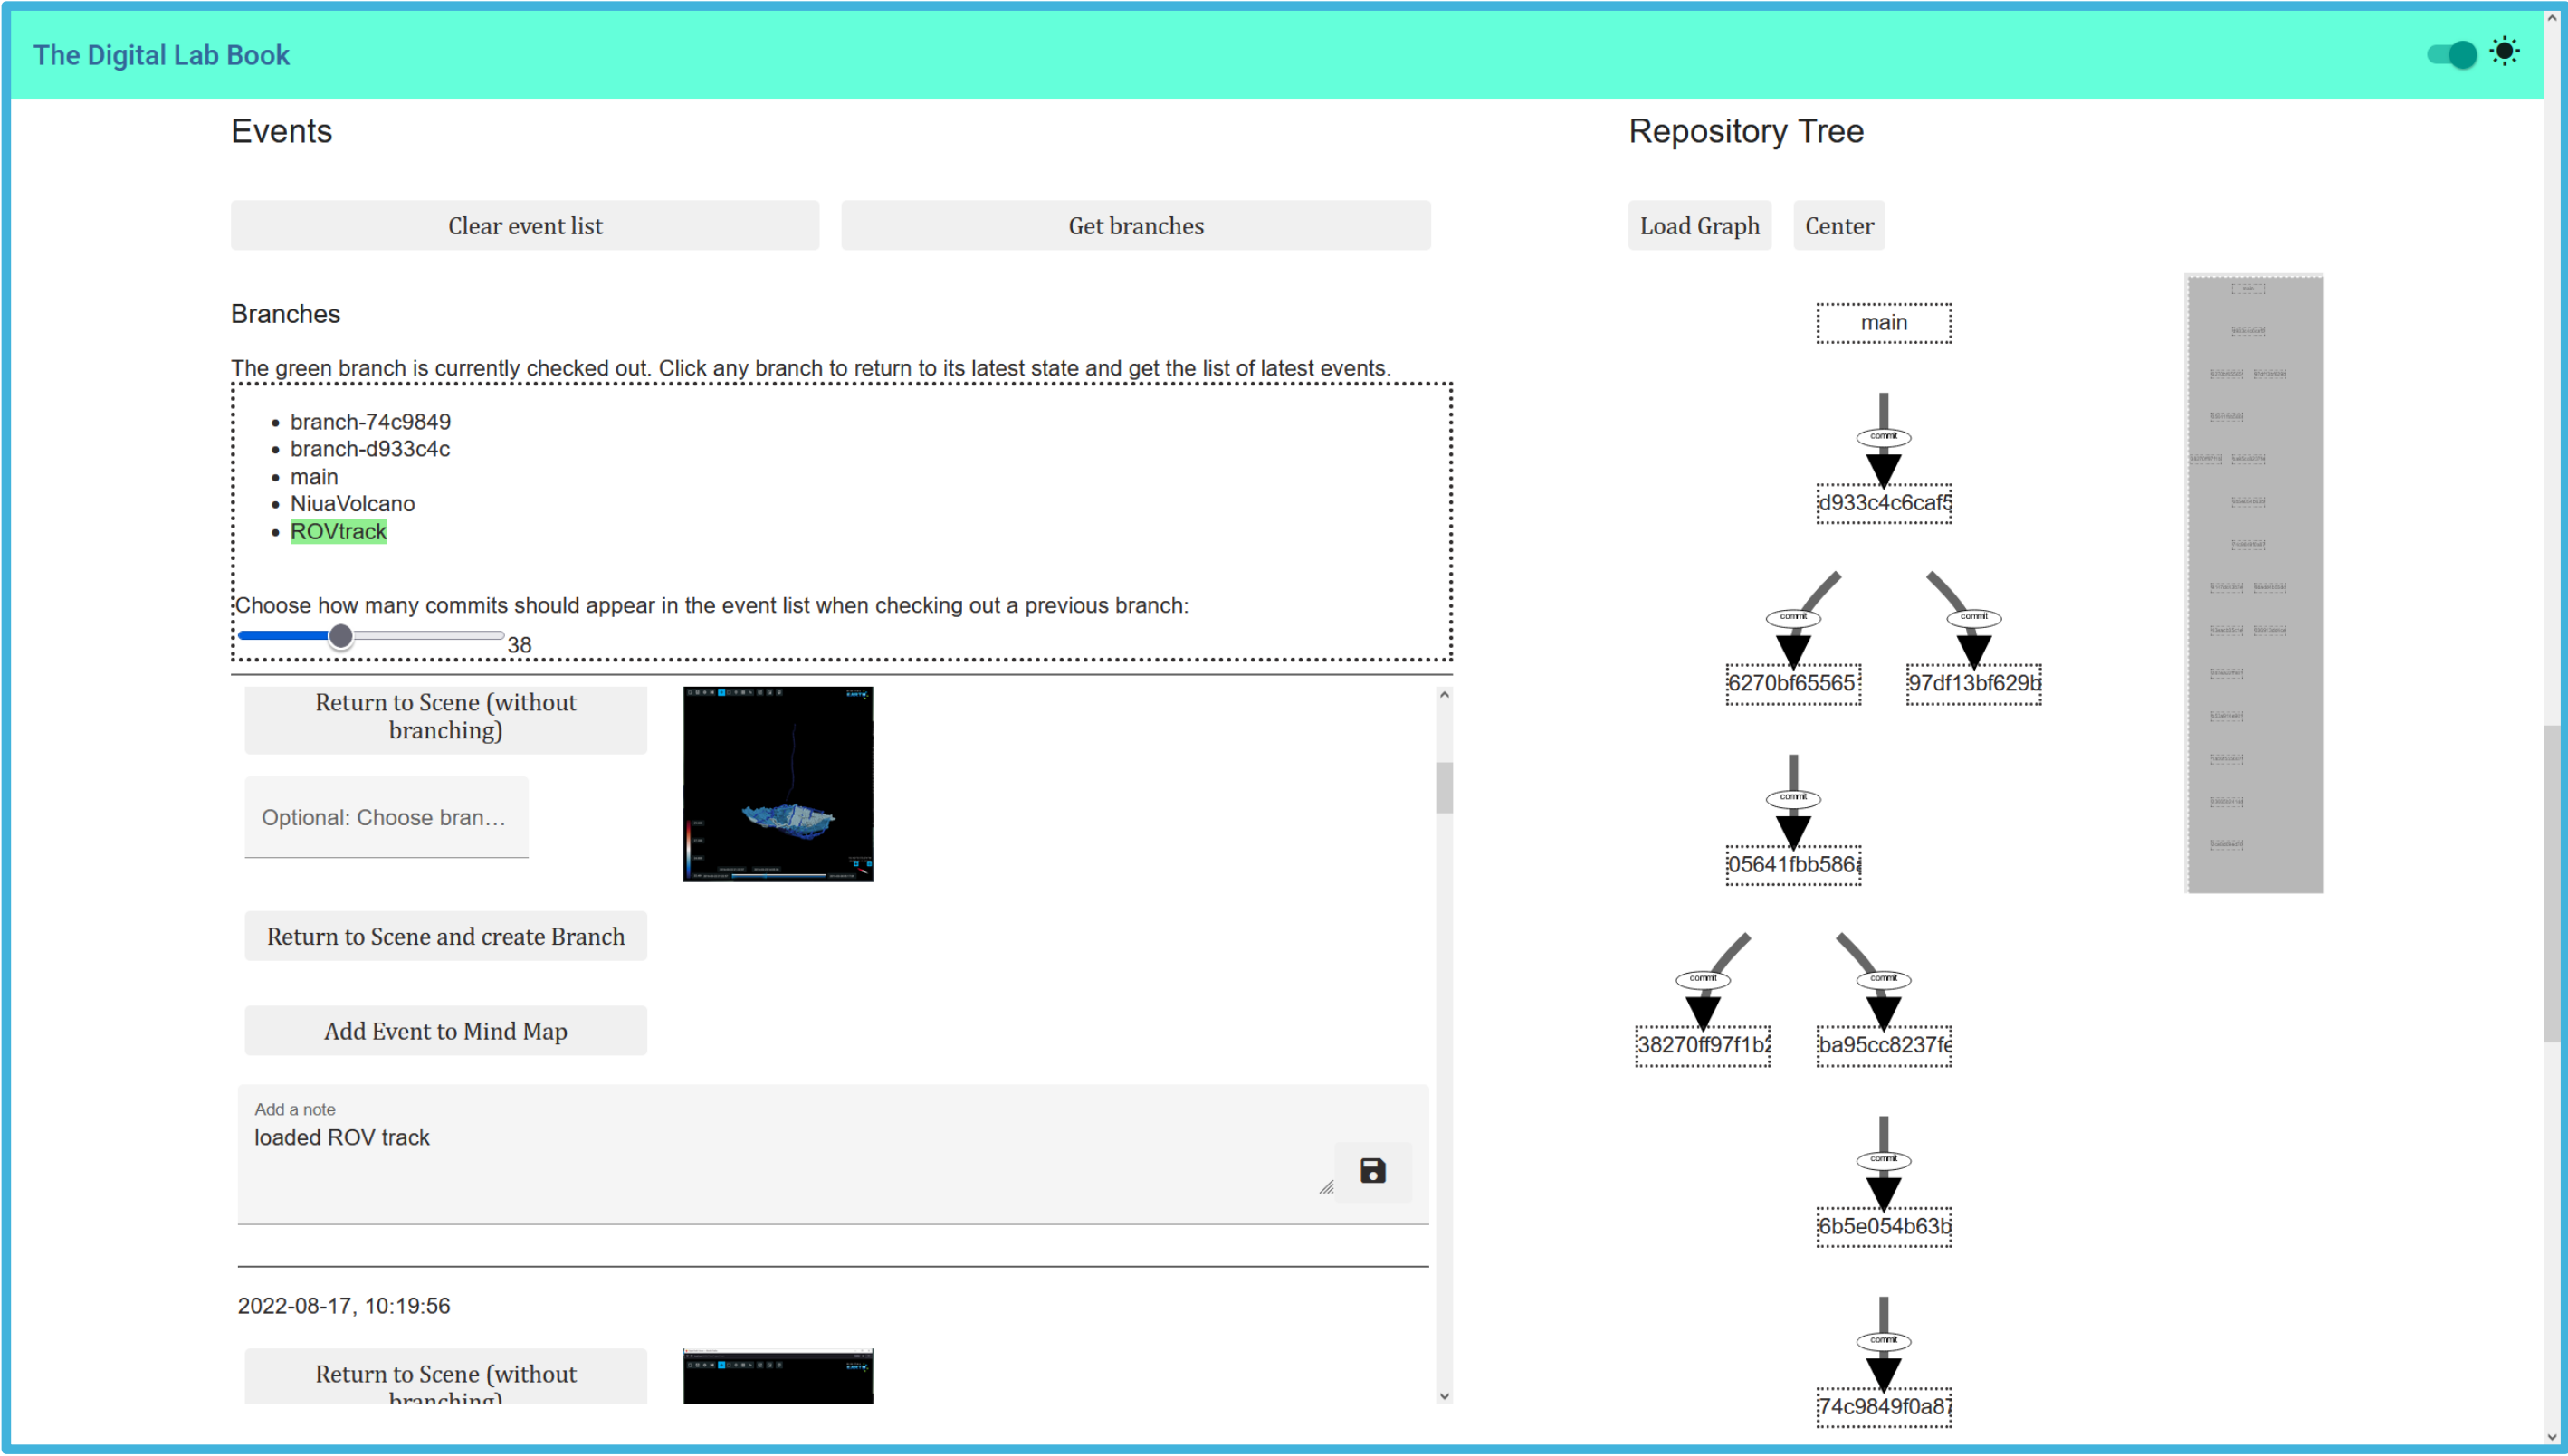 The Digital Lab Book
Events
Clear event list
Get branches
Branches
The green branch is currently checked out. Click any branch to return to its latest state and get the list of latest events.
branch-74c9849
branch-d933c4c
main
NiuaVolcano
ROVtrack
Choose how many commits should appear in the event list when checking out a previous branch:
38
Return to Scene (without
branching)
Optional: Choose bran…
Return to Scene and create Branch
Add Event to Mind Map
Add a note
loaded ROV track
2022-08-17, 10:19:56
Return to Scene (without
branching)
Repository Tree
Load Graph
Center
main
commit
d933c4c6caf5
commit
commit
6270bf65565
97df13bf629b
commit
05641fbb586
commit
commit
38270ff97f1b
ba95cc8237fe
commit
6b5e054b63b
commit
74c9849f0a87